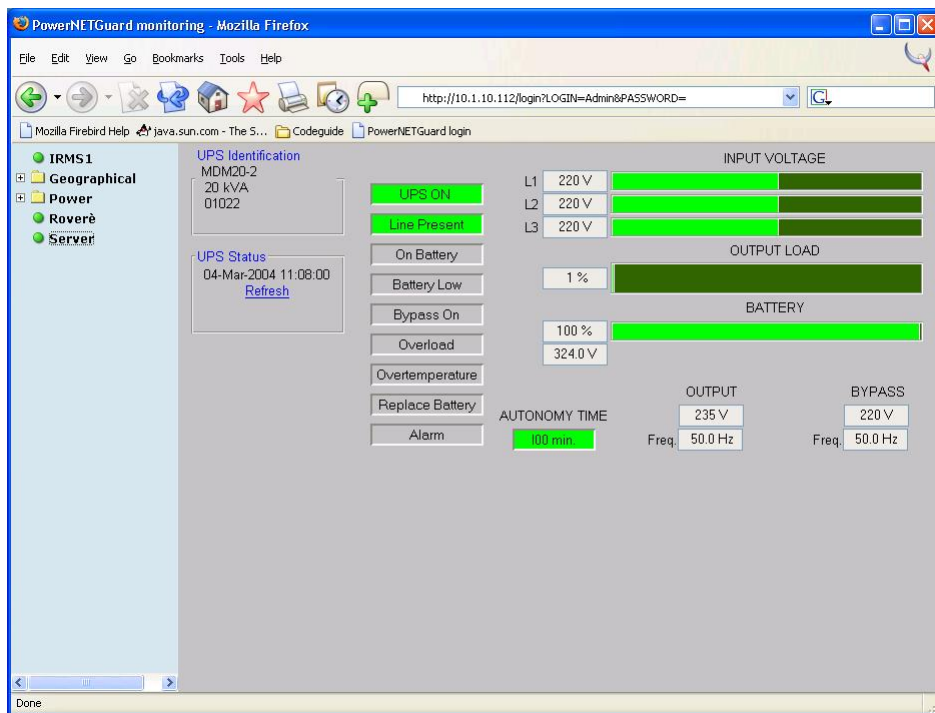 PowerNETGuard monitoring - Mozilla Firefox
File Edit View Go Bookmarks Tools Help
http://10.1.10.112/login?LOGIN=Admin&PASSWORD=
G
Mozilla Firebird Help java.sun.com - The S... Codeguide PowerNETGuard login
IRMS1
Geographical
Power
Roverè
Server
UPS Identification
MDM20-2
20 kVA
01022
UPS Status
04-Mar-2004 11:08:00
Refresh
UPS ON
Line Present
On Battery
Battery Low
Bypass On
Overload
Overtemperature
Replace Battery
Alarm
INPUT VOLTAGE
L1 220 V
L2 220 V
L3 220 V
OUTPUT LOAD
1 %
BATTERY
100 %
324.0 V
AUTONOMY TIME
100 min.
OUTPUT
235 V
Freq. 50.0 Hz
BYPASS
220 V
Freq. 50.0 Hz
Done